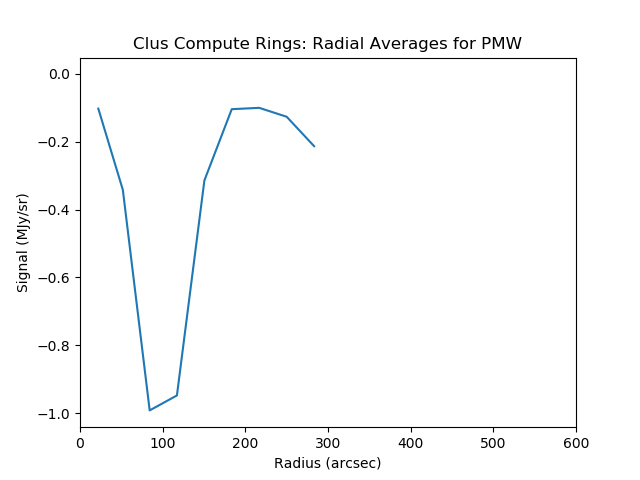 Clus Compute Rings: Radial Averages for PMW
0.0
−0.2
−0.4
−0.6
−0.8
−1.0
Signal (MJy/sr)
0 100 200 300 400 500 600
Radius (arcsec)